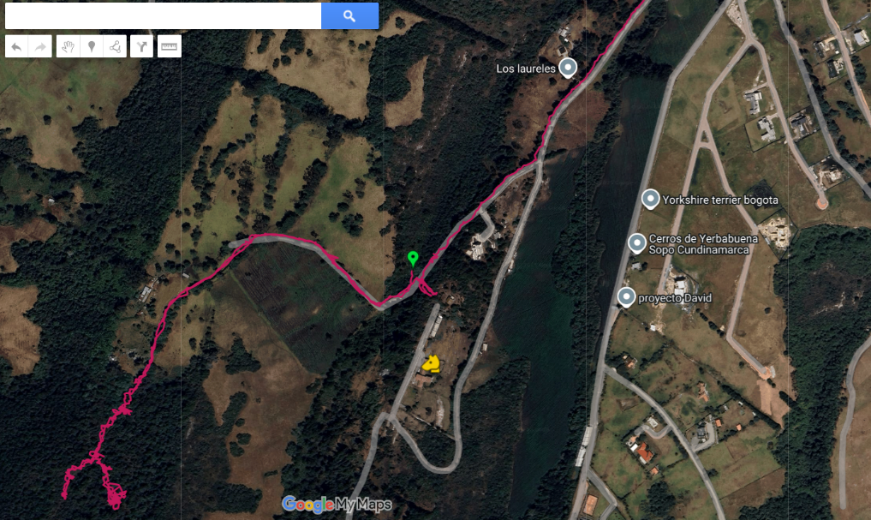 Los laureles
Yorkshire terrier bogota
Cerros de Yerbabuena
Sopo Cundinamarca
proyecto David
Google My Maps